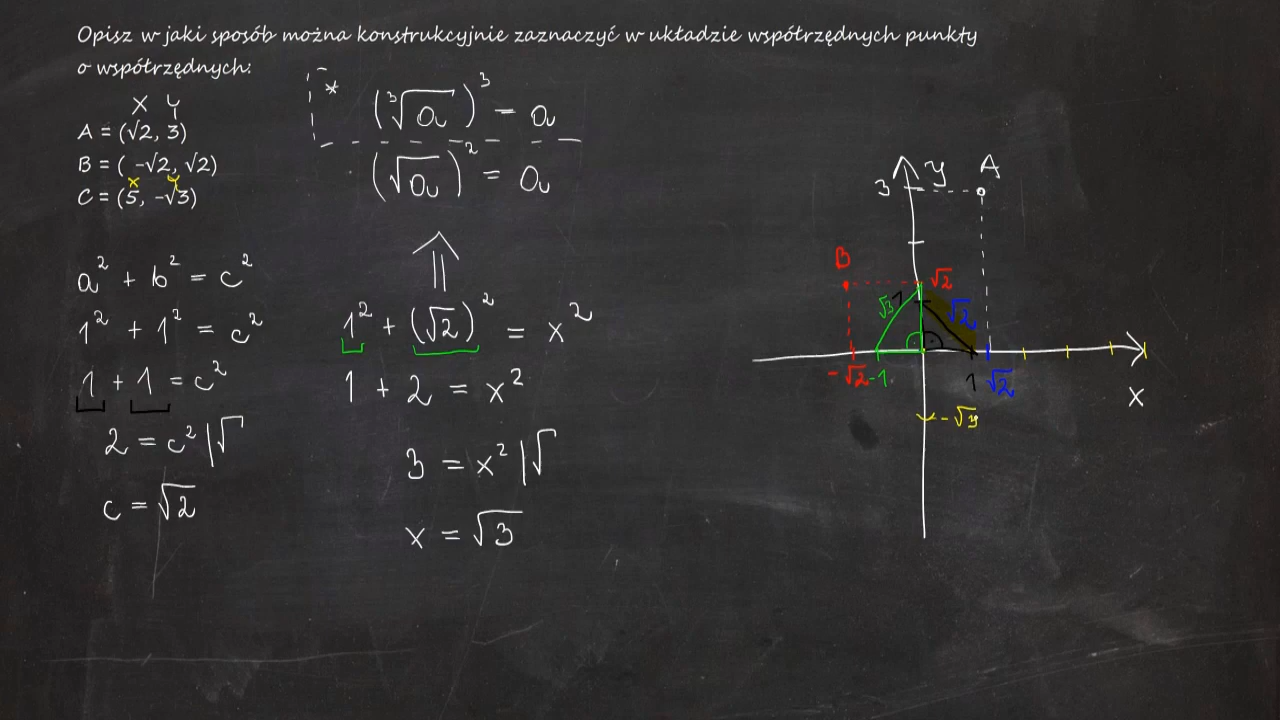 Opisz w jaki sposób można konstrukcyjnie zaznaczyć w układzie współrzędnych punkty
o współrzędnych:
X Y
A = (√2, 3)
B = ( -√2, √2)
x y
C = (5, -√3)
*
(∛a)³ = a
(√a)² = a
a² + b² = c²
1² + 1² = c²
1 + 1 = c²
2 = c² |√
c = √2
1² + (√2)² = x²
1 + 2 = x²
3 = x² |√
x = √3
3 y A
B √2
√3 1 √2
-√2 -1 1 √2
x
-√3